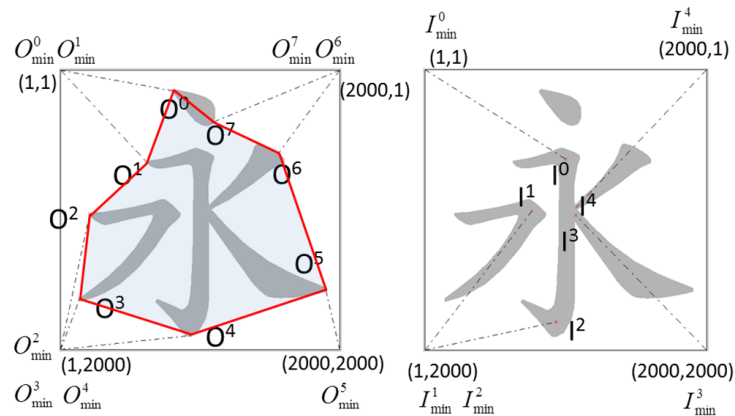 O⁰min O¹min
O⁷min O⁶min
(1,1)
(2000,1)
O⁰
O⁷
O¹
O⁶
O²
O⁵
O³
O⁴
永
O²min
(1,2000)
(2000,2000)
O³min O⁴min
O⁵min
I⁰min
I⁴min
(1,1)
(2000,1)
I⁰
I¹
I⁴
I³
I²
永
(1,2000)
(2000,2000)
I¹min I²min
I³min